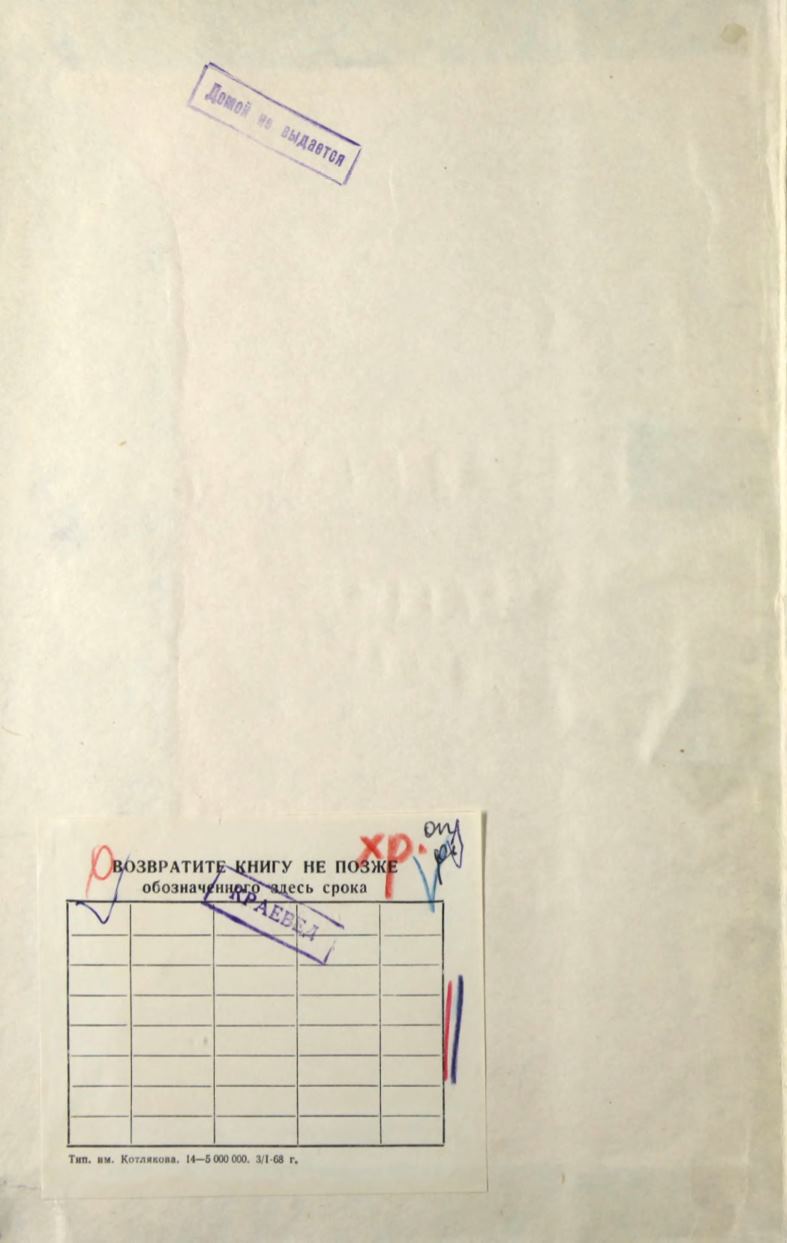 Домой не выдается
хр.
ВОЗВРАТИТЕ КНИГУ НЕ ПОЗЖЕ
обозначенного здесь срока
КРАЕВЕД
Тип. им. Котлякова. 14—5 000 000. 3/I-68 г.